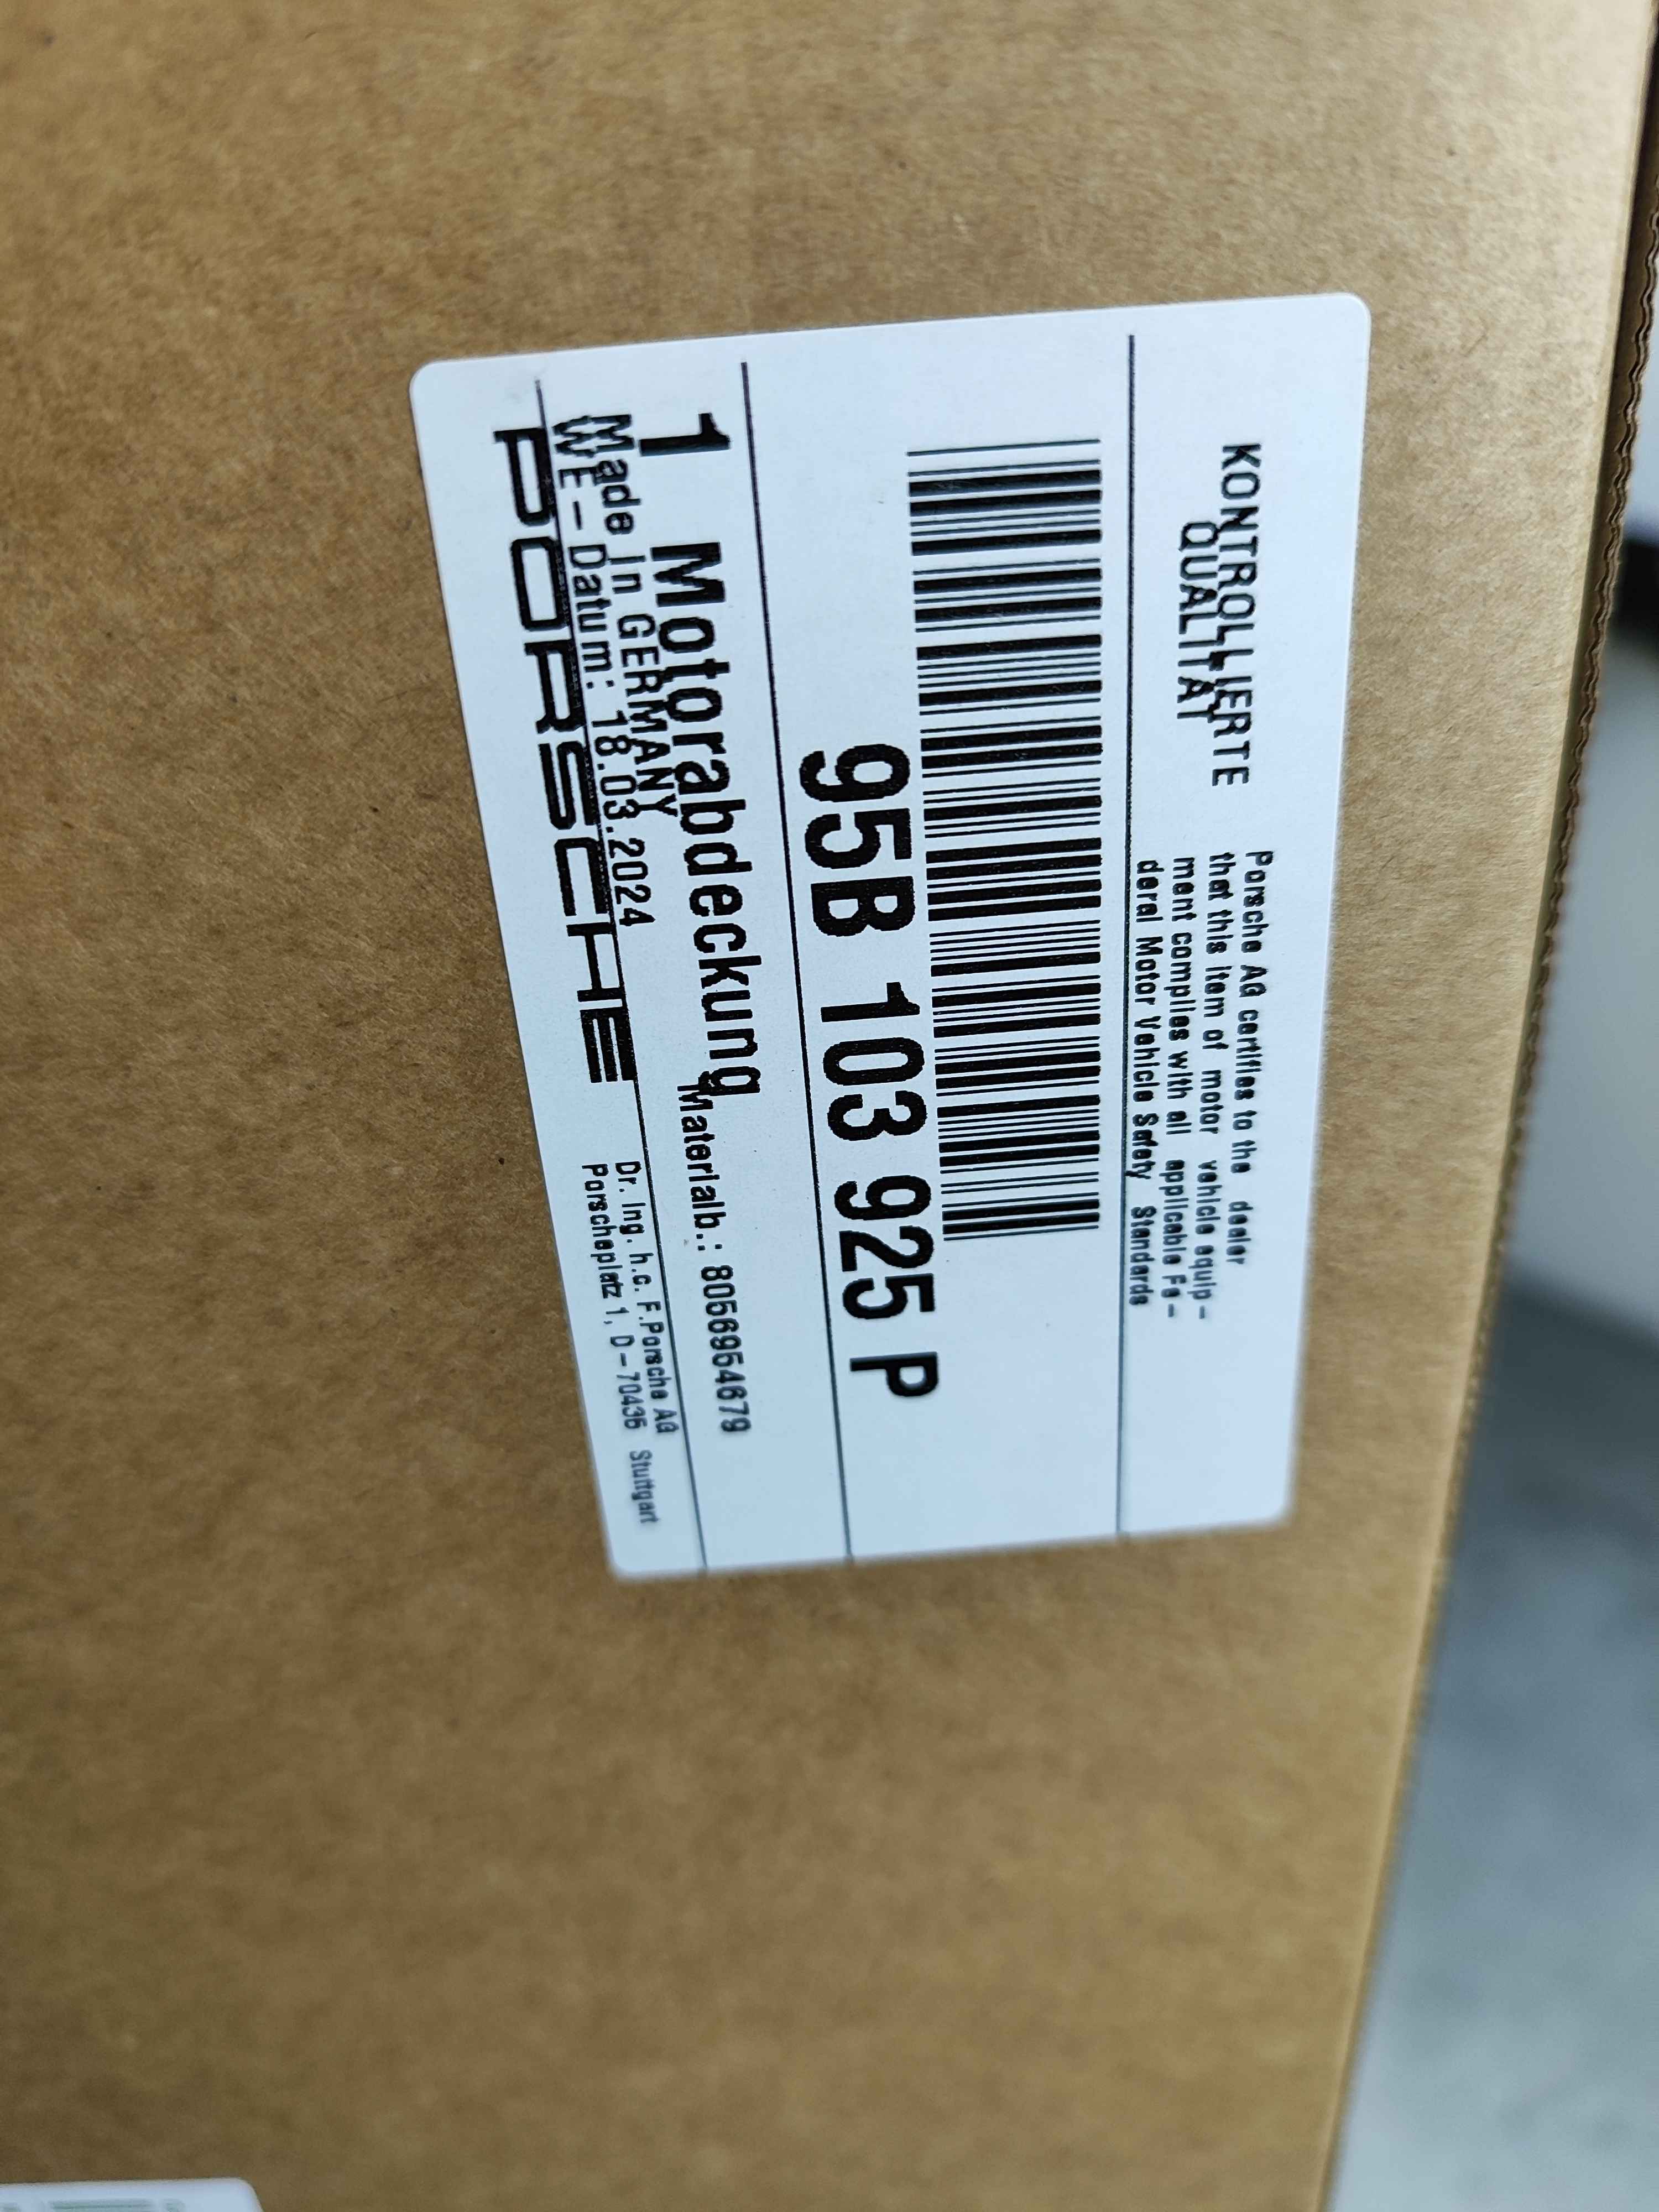 KONTROLLIERTE
QUALITÄT
Porsche AG certifies to the dealer
that this item of motor vehicle equip-
ment complies with all applicable Fe-
deral Motor Vehicle Safety Standards
95B 103 925 P
1 Motorabdeckung
Materialb.: 8056954679
Made in GERMANY
WE - Datum: 18.03.2024
PORSCHE
Dr. Ing. h.c. F.Porsche AG
Porscheplatz 1, D-70435 Stuttgart